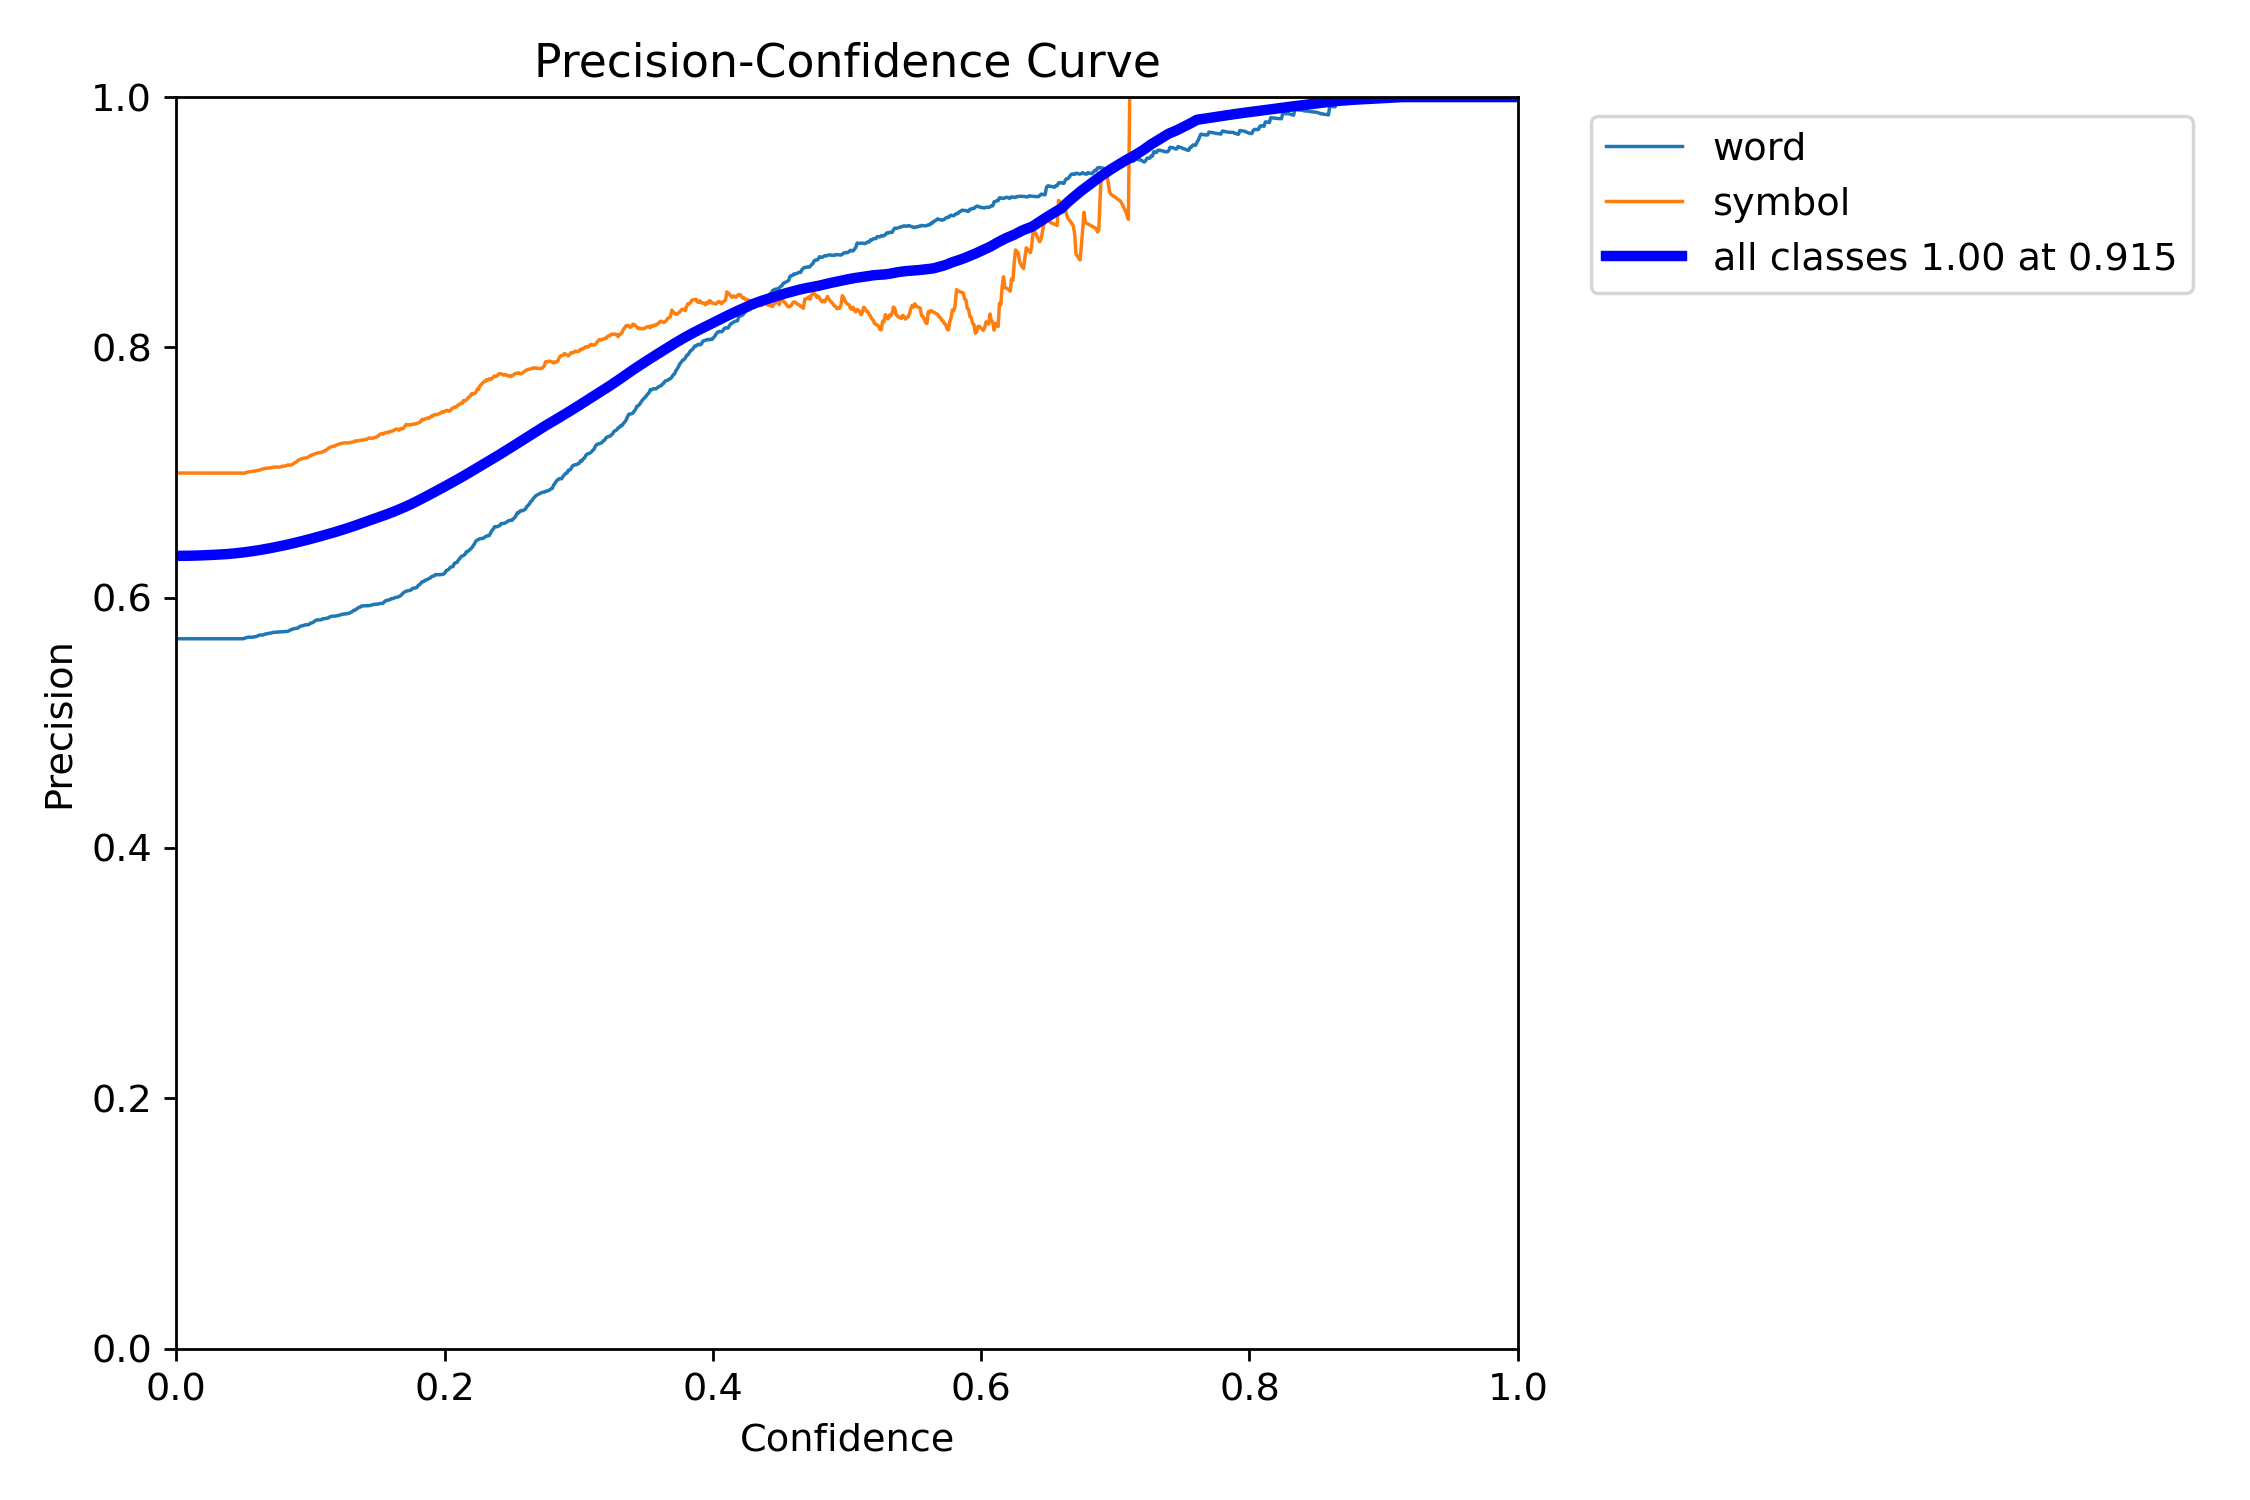 Precision-Confidence Curve
1.0
0.8
0.6
0.4
0.2
0.0
Precision
0.0 0.2 0.4 0.6 0.8 1.0
Confidence
word
symbol
all classes 1.00 at 0.915